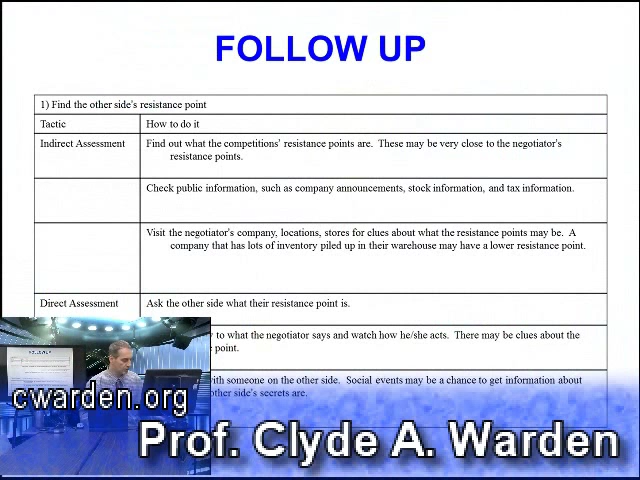 FOLLOW UP
1) Find the other side's resistance point
Tactic How to do it
Indirect Assessment Find out what the competitions' resistance points are. These may be very close to the negotiator's
resistance points.
Check public information, such as company announcements, stock information, and tax information.
Visit the negotiator's company, locations, stores for clues about what the resistance points may be. A
company that has lots of inventory piled up in their warehouse may have a lower resistance point.
Direct Assessment Ask the other side what their resistance point is.
to what the negotiator says and watch how he/she acts. There may be clues about the
point.
with someone on the other side. Social events may be a chance to get information about
other side's secrets are.
FOLLOW UP
cwarden.org
Prof. Clyde A. Warden